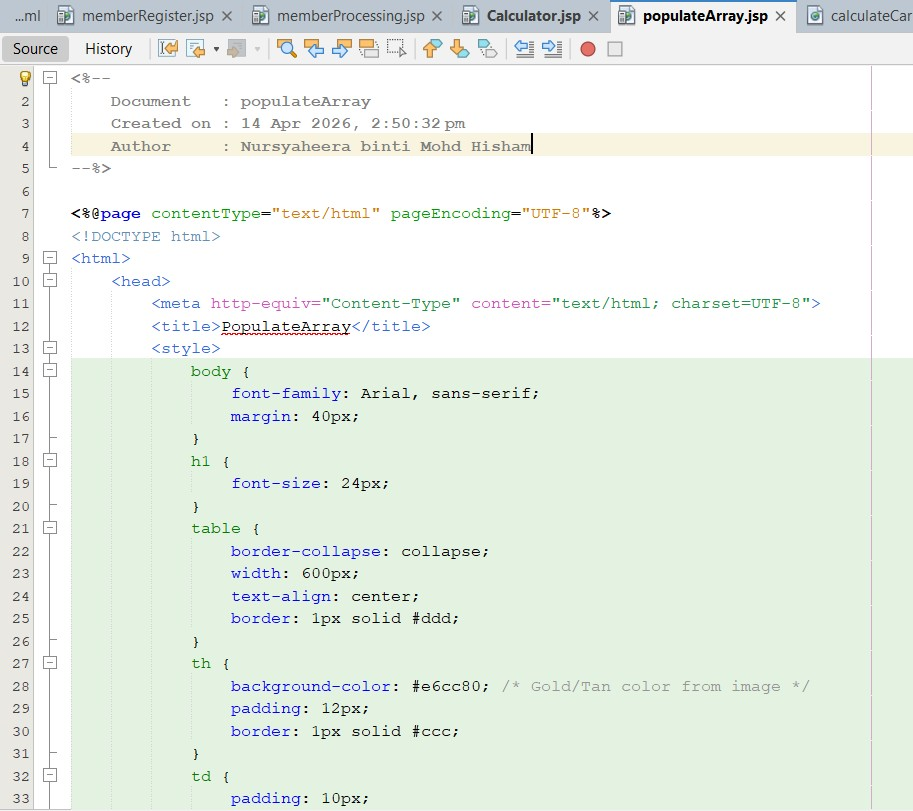 ...ml memberRegister.jsp memberProcessing.jsp Calculator.jsp populateArray.jsp calculateCar
Source History
<%--
2 Document : populateArray
3 Created on : 14 Apr 2026, 2:50:32 pm
4 Author : Nursyaheera binti Mohd Hisham
5 --%>
6
7 <%@page contentType="text/html" pageEncoding="UTF-8"%>
8 <!DOCTYPE html>
9 <html>
10 <head>
11 <meta http-equiv="Content-Type" content="text/html; charset=UTF-8">
12 <title>PopulateArray</title>
13 <style>
14 body {
15 font-family: Arial, sans-serif;
16 margin: 40px;
17 }
18 h1 {
19 font-size: 24px;
20 }
21 table {
22 border-collapse: collapse;
23 width: 600px;
24 text-align: center;
25 border: 1px solid #ddd;
26 }
27 th {
28 background-color: #e6cc80; /* Gold/Tan color from image */
29 padding: 12px;
30 border: 1px solid #ccc;
31 }
32 td {
33 padding: 10px;